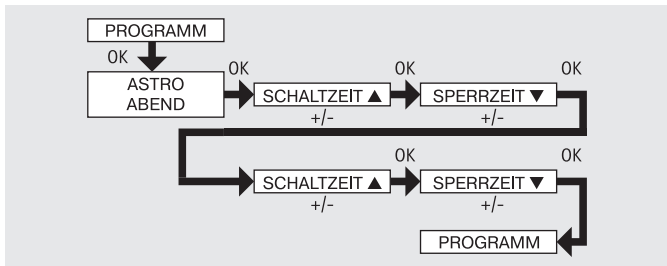 PROGRAMM
OK
ASTRO
ABEND
OK
SCHALTZEIT ▲
+/-
OK
SPERRZEIT ▼
+/-
OK
SCHALTZEIT ▲
+/-
OK
SPERRZEIT ▼
+/-
OK
PROGRAMM